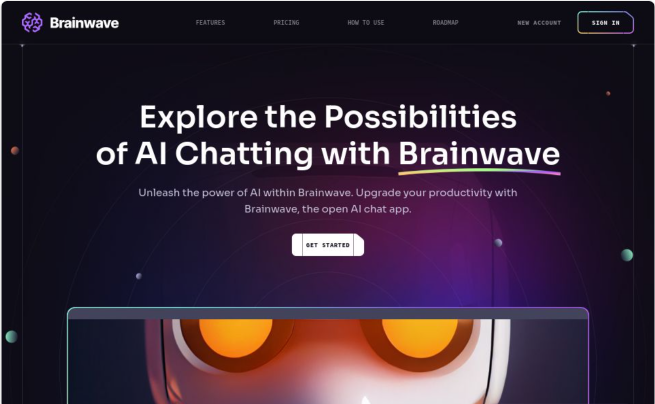 Brainwave
FEATURES
PRICING
HOW TO USE
ROADMAP
NEW ACCOUNT
SIGN IN
Explore the Possibilities
of AI Chatting with Brainwave
Unleash the power of AI within Brainwave. Upgrade your productivity with
Brainwave, the open AI chat app.
GET STARTED